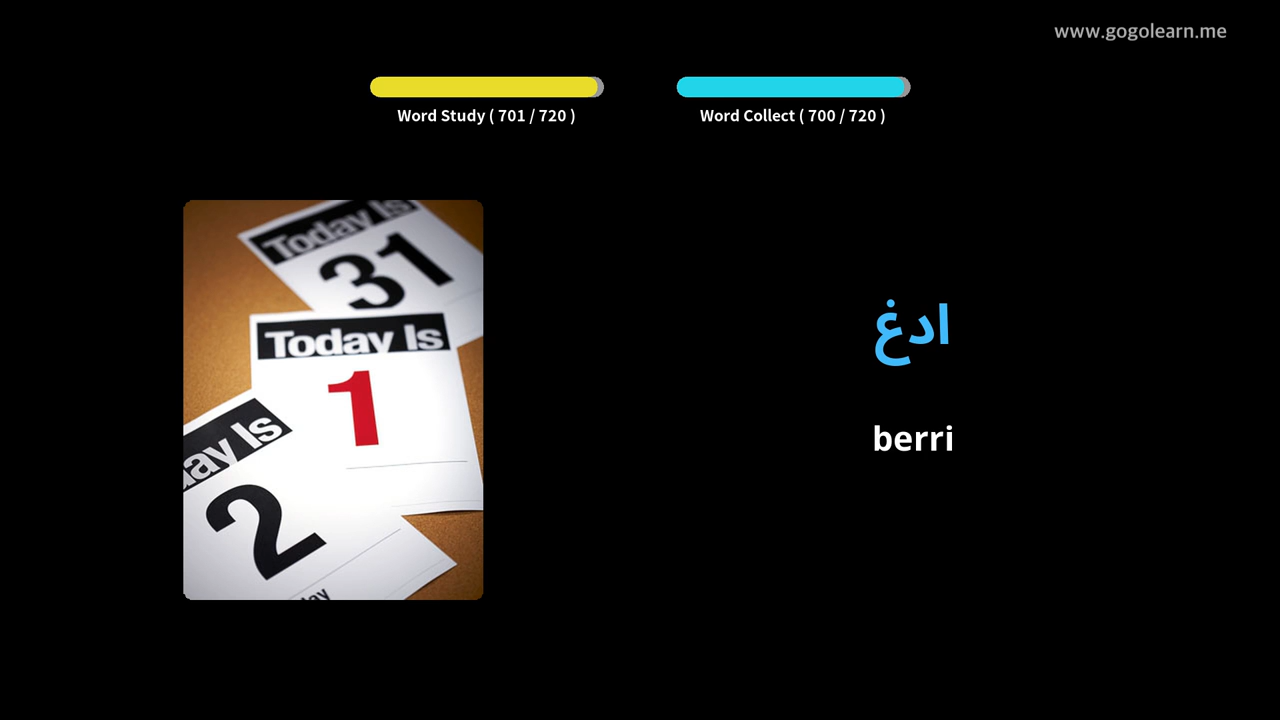 www.gogolearn.me
Word Study ( 701 / 720 )
Word Collect ( 700 / 720 )
Today Is
31
Today Is
1
ay Is
2
ay
ادغ
berri